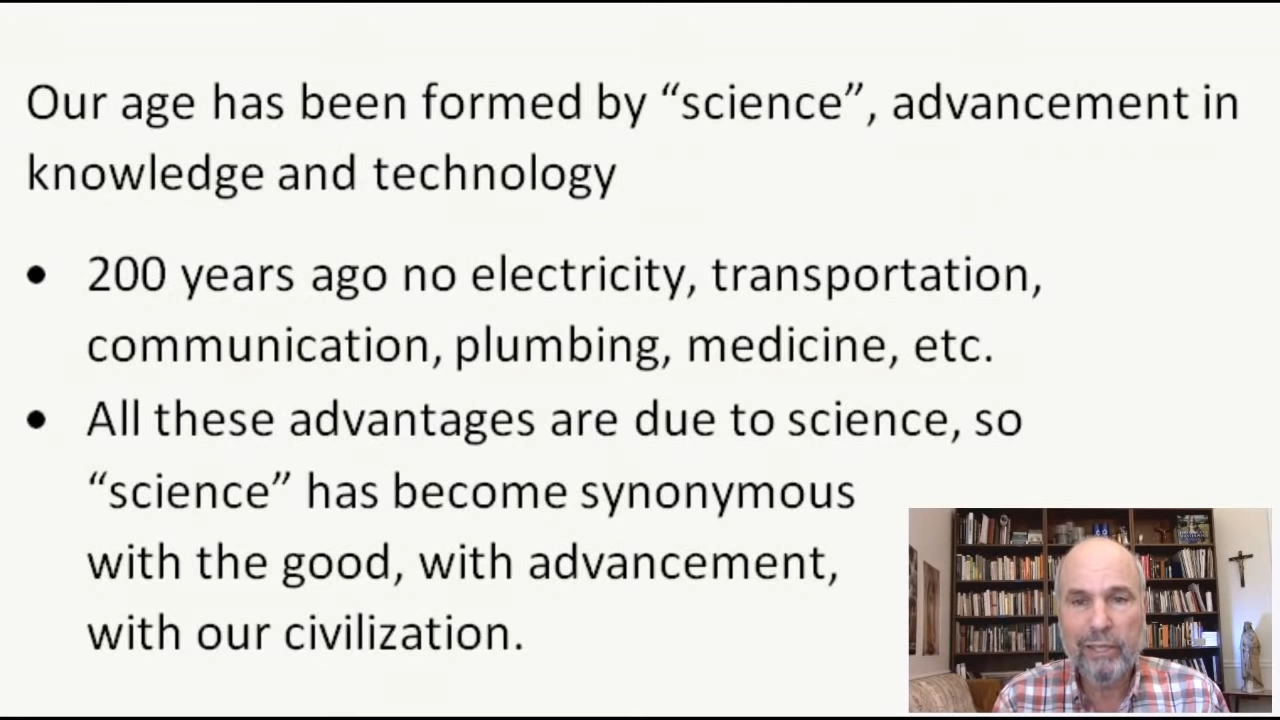 Our age has been formed by “science”, advancement in
knowledge and technology
• 200 years ago no electricity, transportation,
communication, plumbing, medicine, etc.
• All these advantages are due to science, so
“science” has become synonymous
with the good, with advancement,
with our civilization.